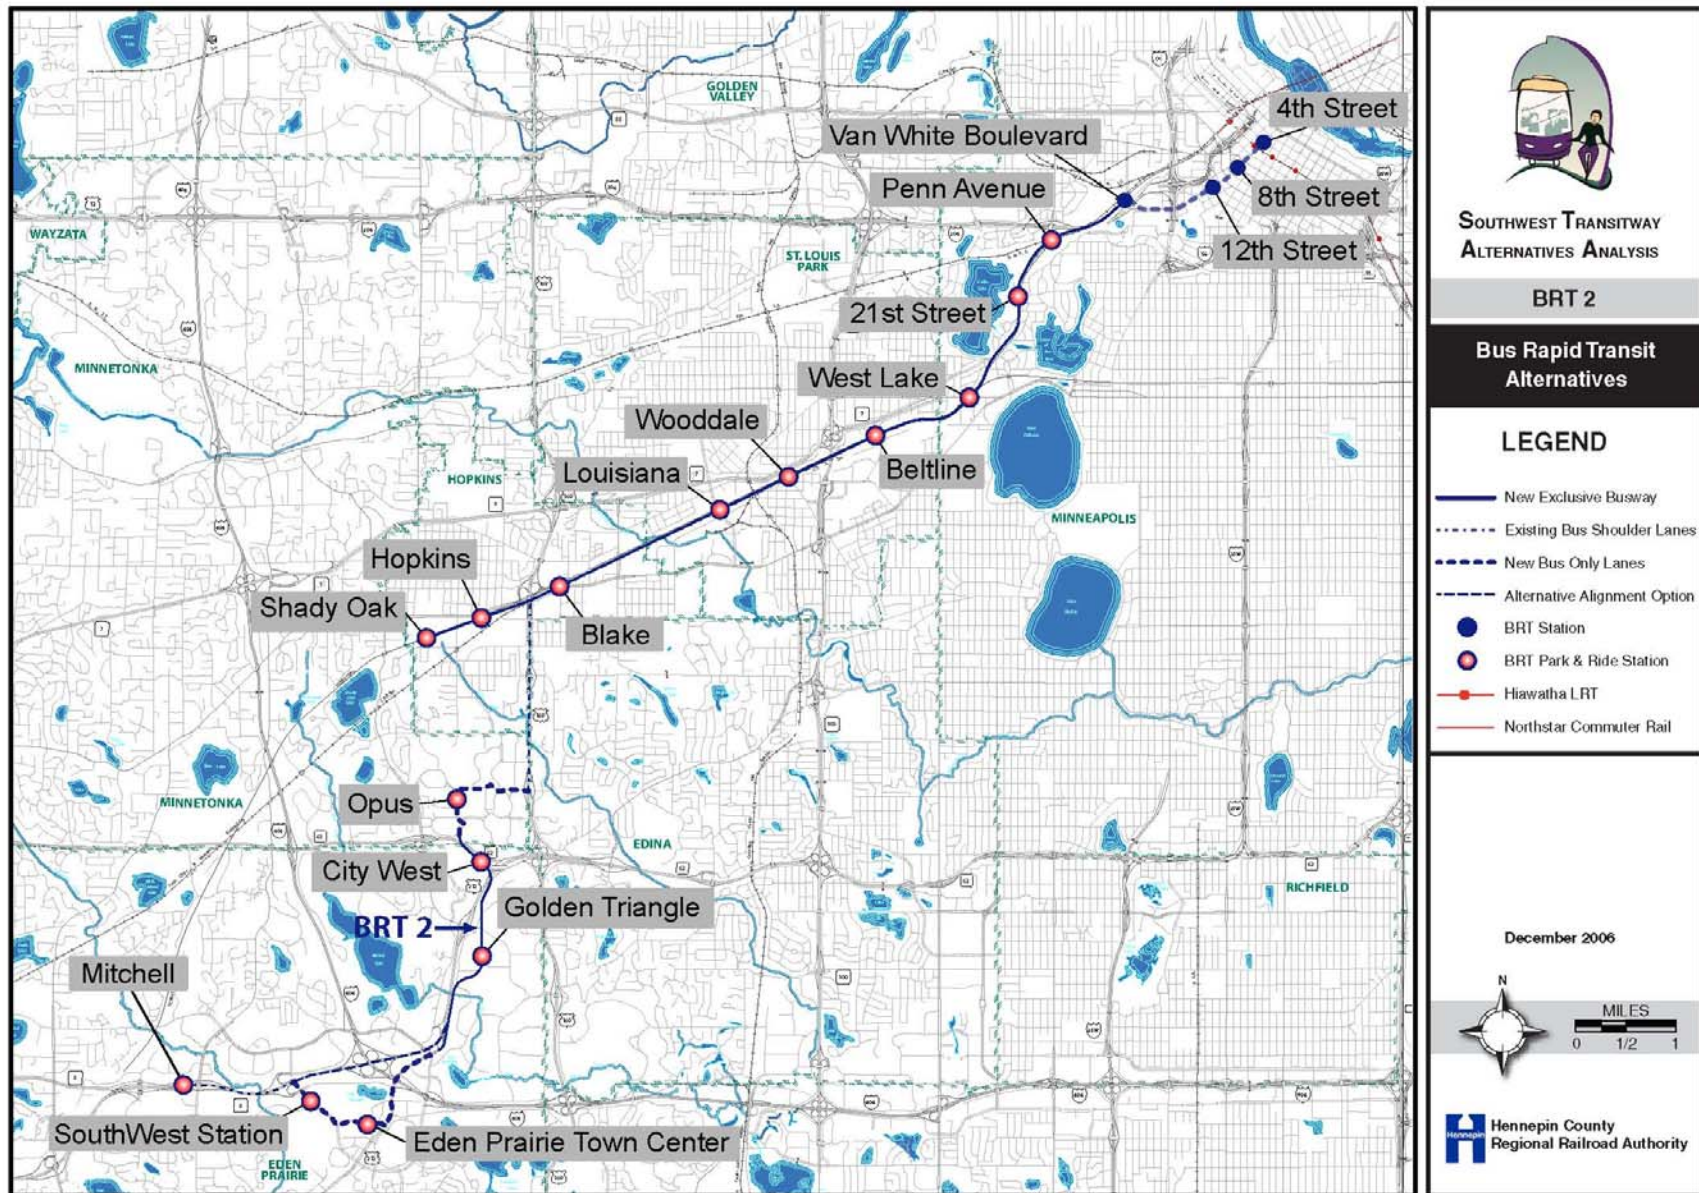 GOLDEN
VALLEY
4th Street
Van White Boulevard
Penn Avenue
8th Street
12th Street
WAYZATA
ST. LOUIS
PARK
21st Street
MINNETONKA
West Lake
Wooddale
Beltline
Louisiana
HOPKINS
MINNEAPOLIS
Hopkins
Shady Oak
Blake
Opus
MINNETONKA
City West
EDINA
RICHFIELD
Golden Triangle
BRT 2
Mitchell
SouthWest Station
Eden Prairie Town Center
EDEN
PRAIRIE
SOUTHWEST TRANSITWAY
ALTERNATIVES ANALYSIS
BRT 2
Bus Rapid Transit
Alternatives
LEGEND
New Exclusive Busway
Existing Bus Shoulder Lanes
New Bus Only Lanes
Alternative Alignment Option
BRT Station
BRT Park & Ride Station
Hiawatha LRT
Northstar Commuter Rail
December 2006
N
MILES
0 1/2 1
Hennepin
Hennepin County
Regional Railroad Authority